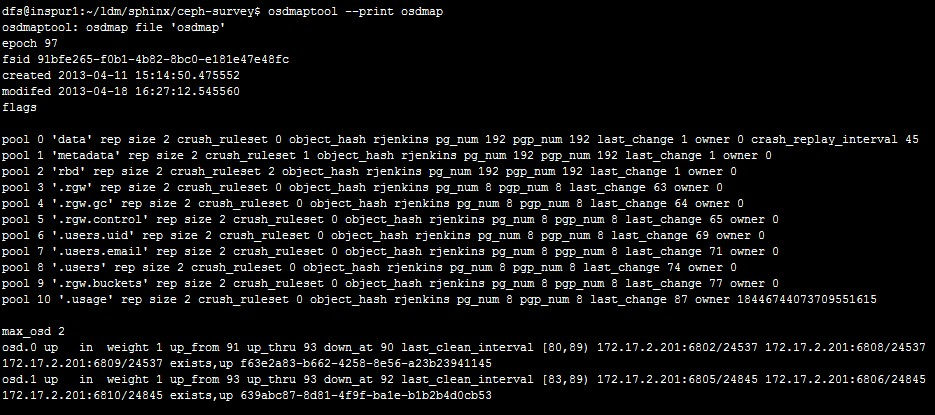 dfs@inspur1:~/ldm/sphinx/ceph-survey$ osdmaptool --print osdmap
osdmaptool: osdmap file 'osdmap'
epoch 97
fsid 91bfe265-f0b1-4b82-8bc0-e181e47e48fc
created 2013-04-11 15:14:50.475552
modifed 2013-04-18 16:27:12.545560
flags
pool 0 'data' rep size 2 crush_ruleset 0 object_hash rjenkins pg_num 192 pgp_num 192 last_change 1 owner 0 crash_replay_interval 45
pool 1 'metadata' rep size 2 crush_ruleset 1 object_hash rjenkins pg_num 192 pgp_num 192 last_change 1 owner 0
pool 2 'rbd' rep size 2 crush_ruleset 2 object_hash rjenkins pg_num 192 pgp_num 192 last_change 1 owner 0
pool 3 '.rgw' rep size 2 crush_ruleset 0 object_hash rjenkins pg_num 8 pgp_num 8 last_change 63 owner 0
pool 4 '.rgw.gc' rep size 2 crush_ruleset 0 object_hash rjenkins pg_num 8 pgp_num 8 last_change 64 owner 0
pool 5 '.rgw.control' rep size 2 crush_ruleset 0 object_hash rjenkins pg_num 8 pgp_num 8 last_change 65 owner 0
pool 6 '.users.uid' rep size 2 crush_ruleset 0 object_hash rjenkins pg_num 8 pgp_num 8 last_change 69 owner 0
pool 7 '.users.email' rep size 2 crush_ruleset 0 object_hash rjenkins pg_num 8 pgp_num 8 last_change 71 owner 0
pool 8 '.users' rep size 2 crush_ruleset 0 object_hash rjenkins pg_num 8 pgp_num 8 last_change 74 owner 0
pool 9 '.rgw.buckets' rep size 2 crush_ruleset 0 object_hash rjenkins pg_num 8 pgp_num 8 last_change 77 owner 0
pool 10 '.usage' rep size 2 crush_ruleset 0 object_hash rjenkins pg_num 8 pgp_num 8 last_change 87 owner 18446744073709551615
max_osd 2
osd.0 up   in  weight 1 up_from 91 up_thru 93 down_at 90 last_clean_interval [80,89) 172.17.2.201:6802/24537 172.17.2.201:6808/24537
172.17.2.201:6809/24537 exists,up f63e2a83-b662-4258-8e56-a23b23941145
osd.1 up   in  weight 1 up_from 93 up_thru 93 down_at 92 last_clean_interval [83,89) 172.17.2.201:6805/24845 172.17.2.201:6806/24845
172.17.2.201:6810/24845 exists,up 639abc87-8d81-4f9f-ba1e-b1b2b4d0cb53